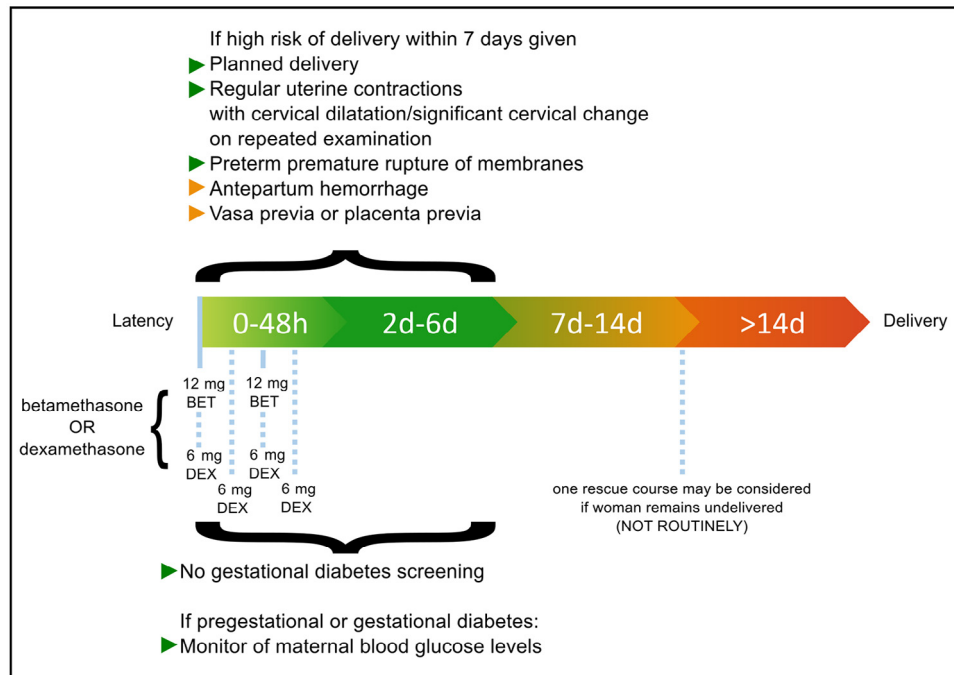 If high risk of delivery within 7 days given
Planned delivery
Regular uterine contractions
with cervical dilatation/significant cervical change
on repeated examination
Preterm premature rupture of membranes
Antepartum hemorrhage
Vasa previa or placenta previa
Latency
0-48h
2d-6d
7d-14d
>14d
Delivery
betamethasone
OR
dexamethasone
12 mg
BET
12 mg
BET
6 mg
DEX
6 mg
DEX
6 mg
DEX
6 mg
DEX
one rescue course may be considered
if woman remains undelivered
(NOT ROUTINELY)
No gestational diabetes screening
If pregestational or gestational diabetes:
Monitor of maternal blood glucose levels